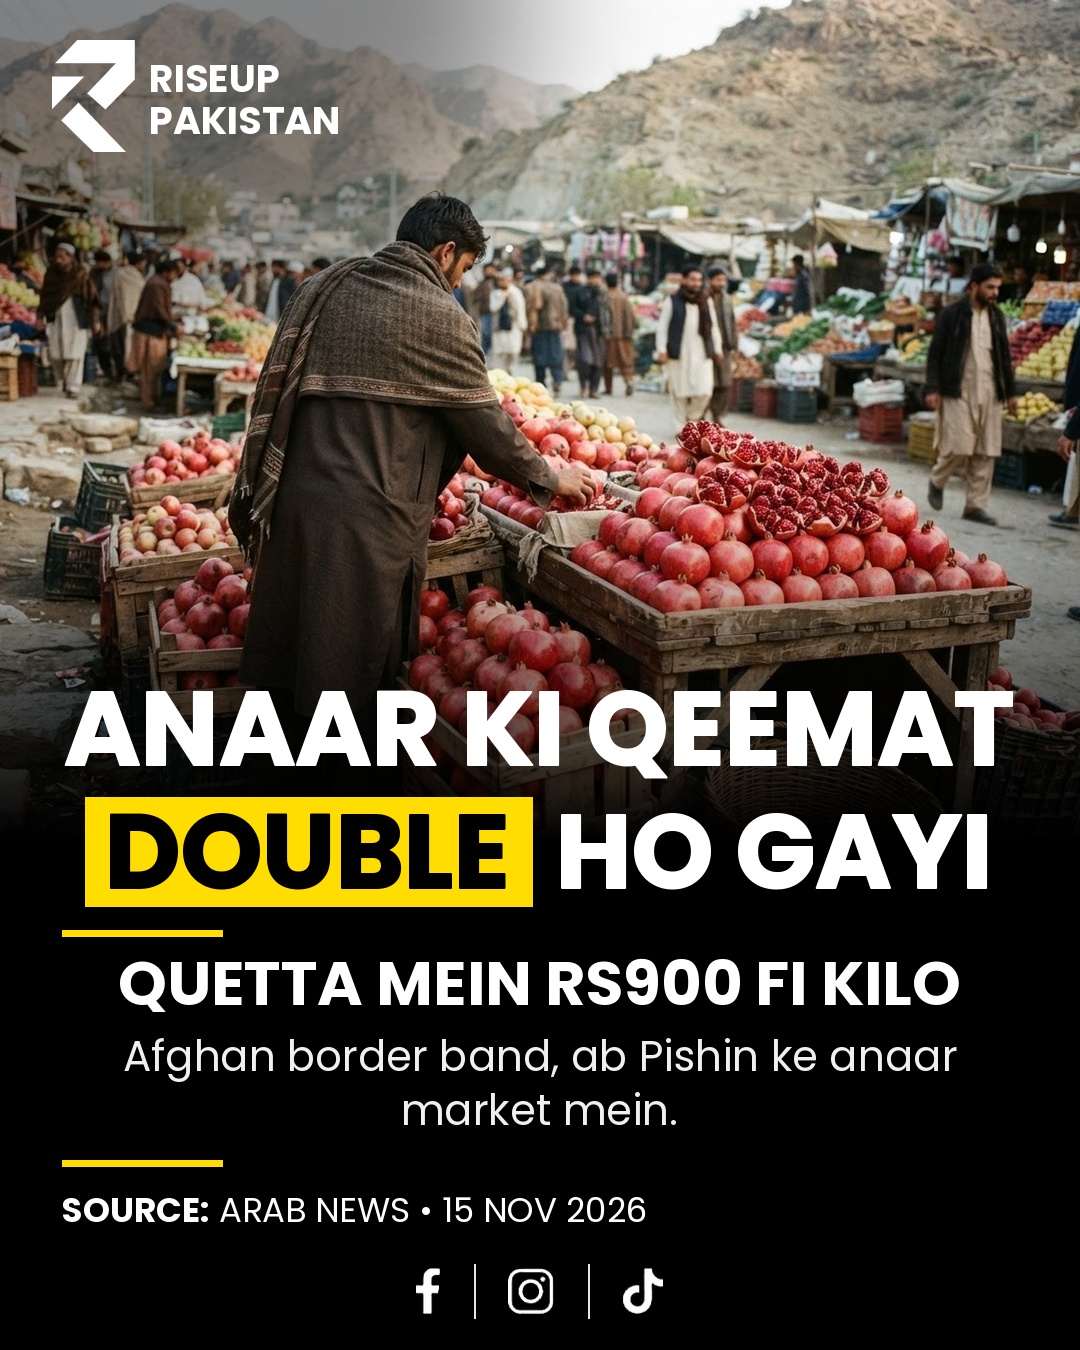 RISEUP
PAKISTAN
ANAAR KI QEEMAT
DOUBLE HO GAYI
QUETTA MEIN RS900 FI KILO
Afghan border band, ab Pishin ke anaar
market mein.
SOURCE: ARAB NEWS • 15 NOV 2026